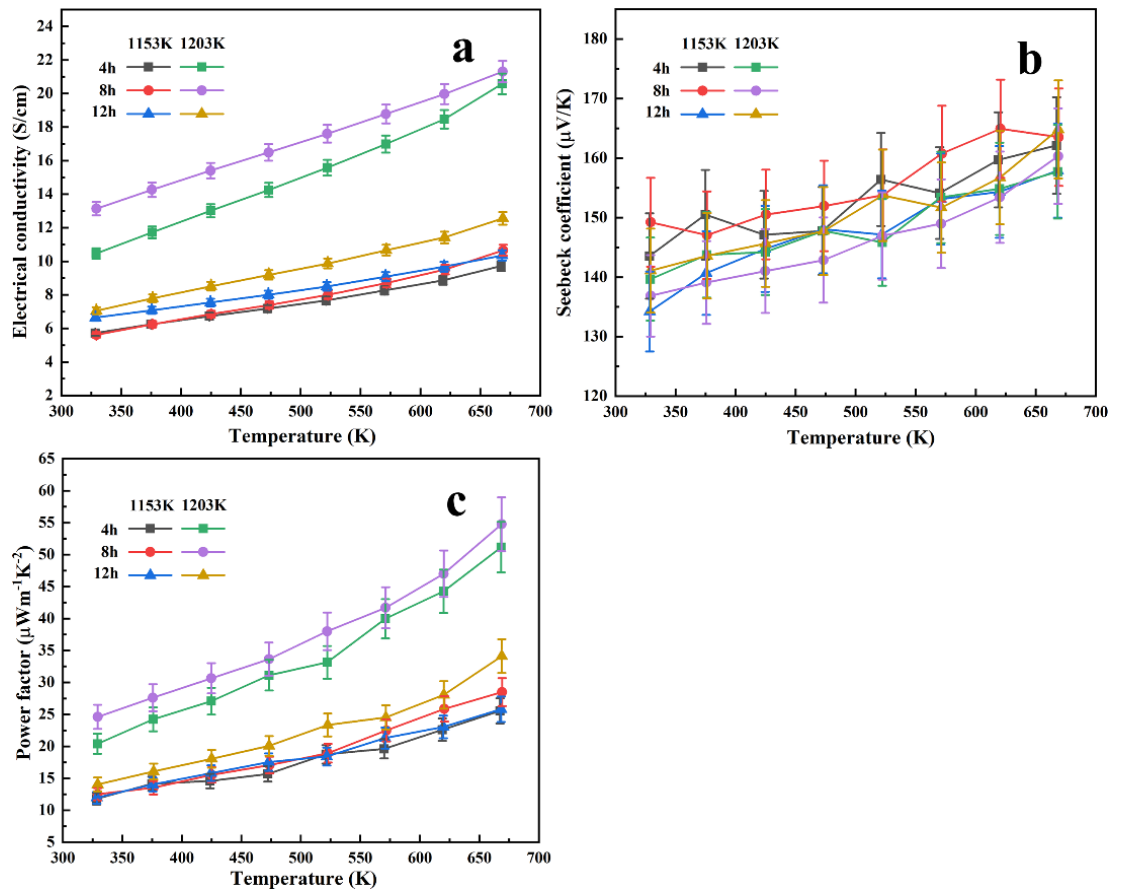 a
1153K 1203K
4h
8h
12h
24
22
20
18
16
14
12
10
8
6
4
2
Electrical conductivity (S/cm)
300 350 400 450 500 550 600 650 700
Temperature (K)
b
1153K 1203K
4h
8h
12h
180
170
160
150
140
130
120
Seebeck coefficient (μV/K)
300 350 400 450 500 550 600 650 700
Temperature (K)
c
1153K 1203K
4h
8h
12h
65
60
55
50
45
40
35
30
25
20
15
10
5
Power factor (μWm⁻¹K⁻²)
300 350 400 450 500 550 600 650 700
Temperature (K)